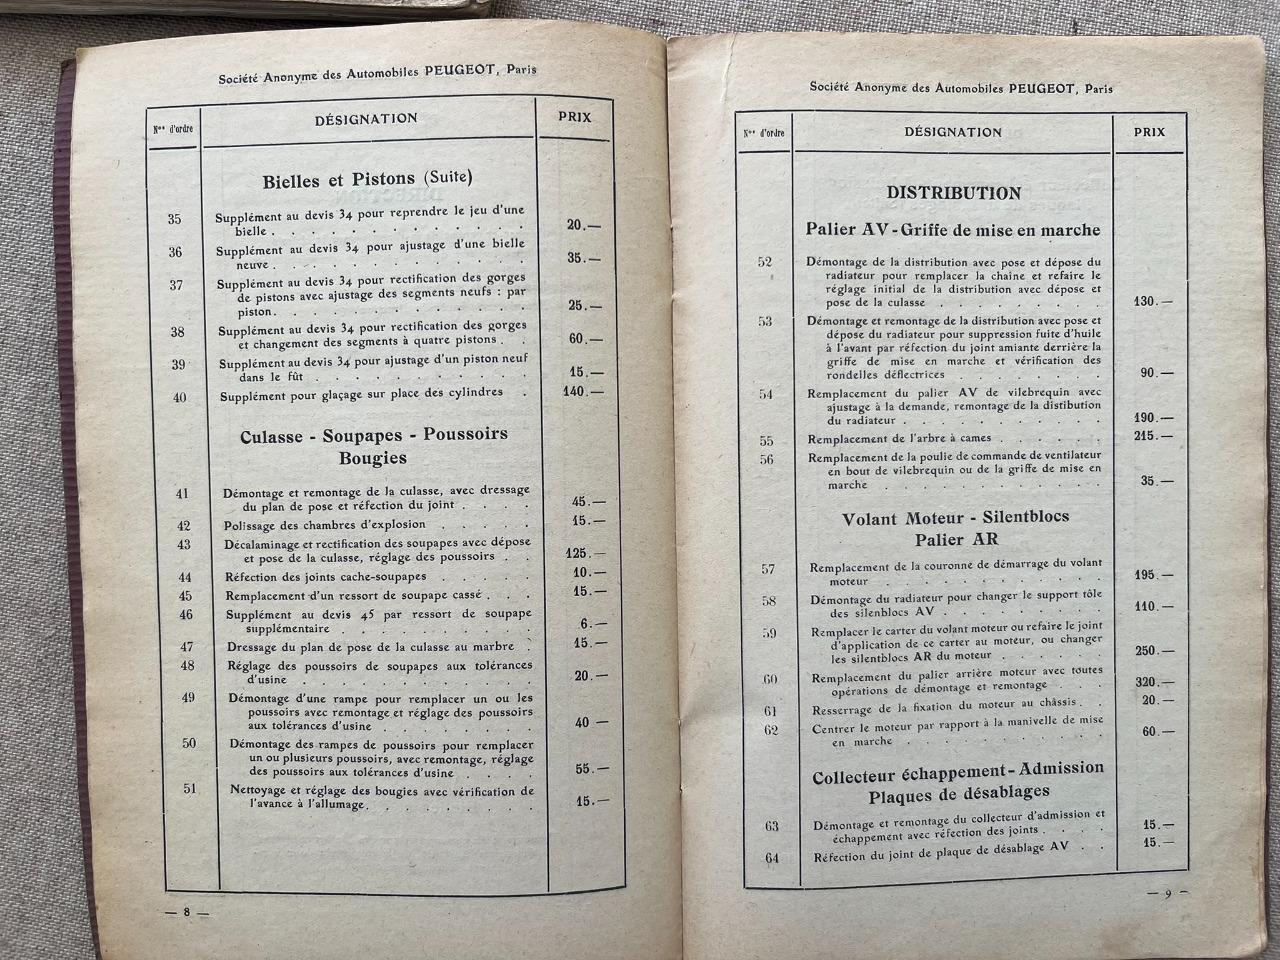 Société Anonyme des Automobiles PEUGEOT, Paris
Nos d'ordre DÉSIGNATION PRIX
Bielles et Pistons (Suite)
35 Supplément au devis 34 pour reprendre le jeu d'une
bielle . . . . . . . . . . . . 20.—
36 Supplément au devis 34 pour ajustage d'une bielle
neuve . . . . . . . . . . . . 35.—
37 Supplément au devis 34 pour rectification des gorges
de pistons avec ajustage des segments neufs : par
piston. . . . . . . . . . . . 25.—
38 Supplément au devis 34 pour rectification des gorges
et changement des segments à quatre pistons . . 60.—
39 Supplément au devis 34 pour ajustage d'un piston neuf
dans le fût . . . . . . . . . . 15.—
40 Supplément pour glaçage sur place des cylindres . 140.—
Culasse - Soupapes - Poussoirs
Bougies
41 Démontage et remontage de la culasse, avec dressage
du plan de pose et réfection du joint . . . . 45.—
42 Polissage des chambres d'explosion . . . . . 15.—
43 Décalaminage et rectification des soupapes avec dépose
et pose de la culasse, réglage des poussoirs . . 125.—
44 Réfection des joints cache-soupapes . . . . . 10.—
45 Remplacement d'un ressort de soupape cassé . . . 15.—
46 Supplément au devis 45 par ressort de soupape
supplémentaire . . . . . . . . . 6.—
47 Dressage du plan de pose de la culasse au marbre . 15.—
48 Réglage des poussoirs de soupapes aux tolérances
d'usine . . . . . . . . . . . 20.—
49 Démontage d'une rampe pour remplacer un ou les
poussoirs avec remontage et réglage des poussoirs
aux tolérances d'usine . . . . . . . 40 —
50 Démontage des rampes de poussoirs pour remplacer
un ou plusieurs poussoirs, avec remontage, réglage
des poussoirs aux tolérances d'usine . . . . 55.—
51 Nettoyage et réglage des bougies avec vérification de
l'avance à l'allumage. . . . . . . . 15.—
— 8 —
Société Anonyme des Automobiles PEUGEOT, Paris
Nos d'ordre DÉSIGNATION PRIX
DISTRIBUTION
Palier AV - Griffe de mise en marche
52 Démontage de la distribution avec pose et dépose du
radiateur pour remplacer la chaîne et refaire le
réglage initial de la distribution avec dépose et
pose de la culasse . . . . . . . . 130.—
53 Démontage et remontage de la distribution avec pose et
dépose du radiateur pour suppression fuite d'huile
à l'avant par réfection du joint amiante derrière la
griffe de mise en marche et vérification des
rondelles déflectrices . . . . . . . 90.—
54 Remplacement du palier AV de vilebrequin avec
ajustage à la demande, remontage de la distibution
du radiateur . . . . . . . . . . 190.—
55 Remplacement de l'arbre à cames . . . . . . 215.—
56 Remplacement de la poulie de commande de ventilateur
en bout de vilebrequin ou de la griffe de mise en
marche . . . . . . . . . . . 35.—
Volant Moteur - Silentblocs
Palier AR
57 Remplacement de la couronne de démarrage du volant
moteur . . . . . . . . . . . 195.—
58 Démontage du radiateur pour changer le support tôle
des silenblocs AV . . . . . . . . 110.—
59 Remplacer le carter du volant moteur ou refaire le joint
d'application de ce carter au moteur, ou changer
les silentblocs AR du moteur . . . . . 250.—
60 Remplacement du palier arrière moteur avec toutes
opérations de démontage et remontage . . . 320.—
61 Resserrage de la fixation du moteur au châssis . . 20.—
62 Centrer le moteur par rapport à la manivelle de mise
en marche . . . . . . . . . . 60.—
Collecteur échappement - Admission
Plaques de désablages
63 Démontage et remontage du collecteur d'admission et
échappement avec réfection des joints . . . . 15.—
64 Réfection du joint de plaque de désablage AV . . 15.—
— 9 —